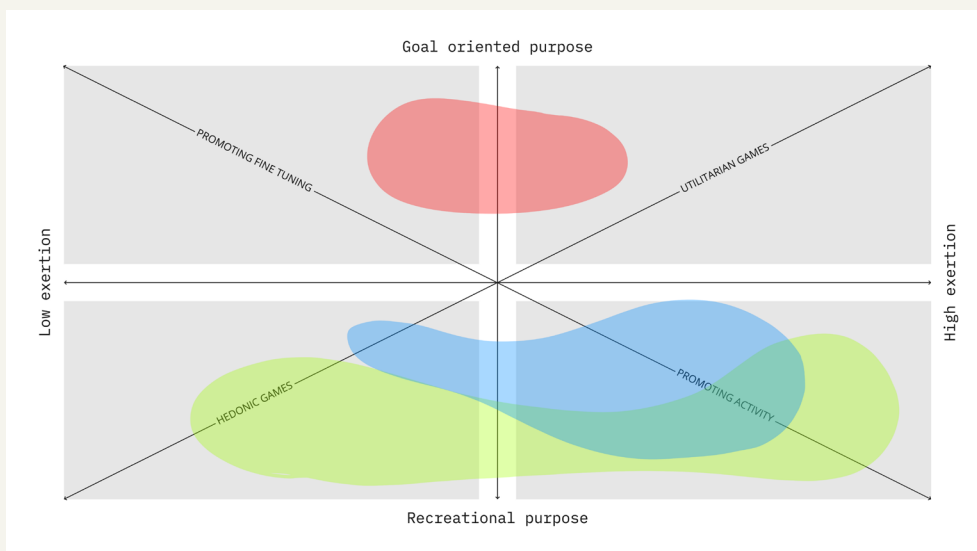 Goal oriented purpose
PROMOTING FINE TUNING
UTILITARIAN GAMES
Low exertion
High exertion
HEDONIC GAMES
PROMOTING ACTIVITY
Recreational purpose